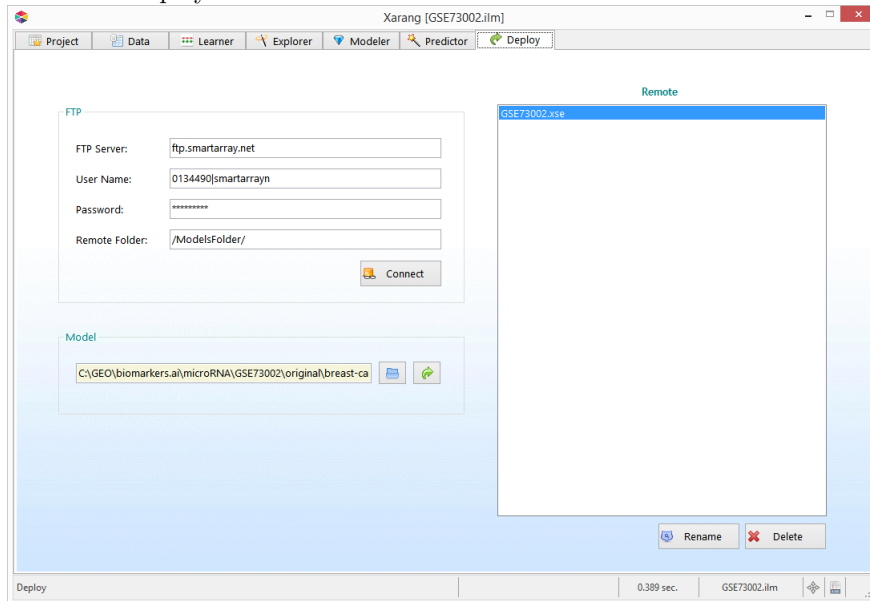 Xarang [GSE73002.ilm]
Project Data Learner Explorer Modeler Predictor Deploy
Remote
FTP
GSE73002.xse
FTP Server: ftp.smartarray.net
User Name: 0134490|smartarrayn
Password: *********
Remote Folder: /ModelsFolder/
Connect
Model
C:\GEO\biomarkers.ai\microRNA\GSE73002\original\breast-ca
Rename Delete
Deploy 0.389 sec. GSE73002.ilm